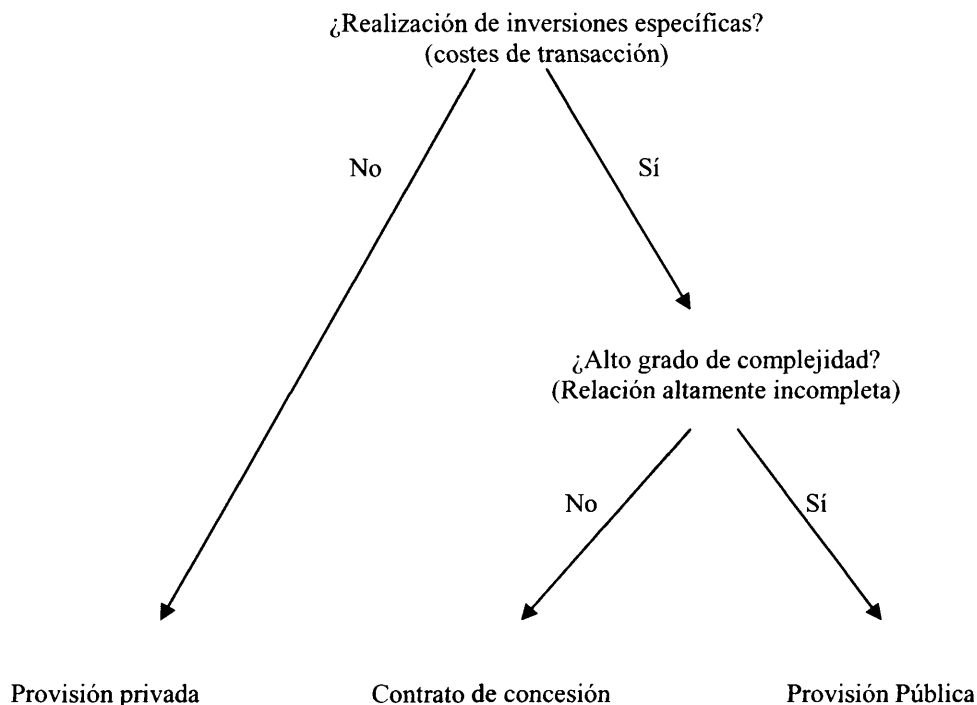 ¿Realización de inversiones específicas?
(costes de transacción)
No
Sí
¿Alto grado de complejidad?
(Relación altamente incompleta)
No
Sí
Provisión privada
Contrato de concesión
Provisión Pública